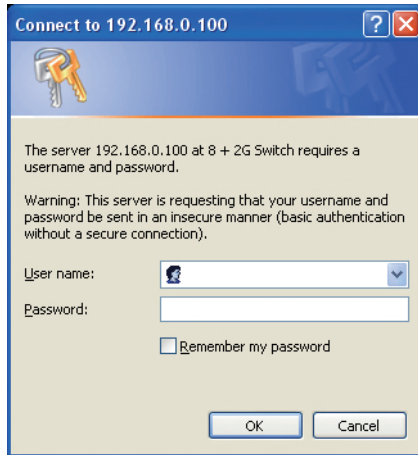 Connect to 192.168.0.100
The server 192.168.0.100 at 8 + 2G Switch requires a
username and password.
Warning: This server is requesting that your username and
password be sent in an insecure manner (basic authentication
without a secure connection).
User name:
Password:
Remember my password
OK Cancel